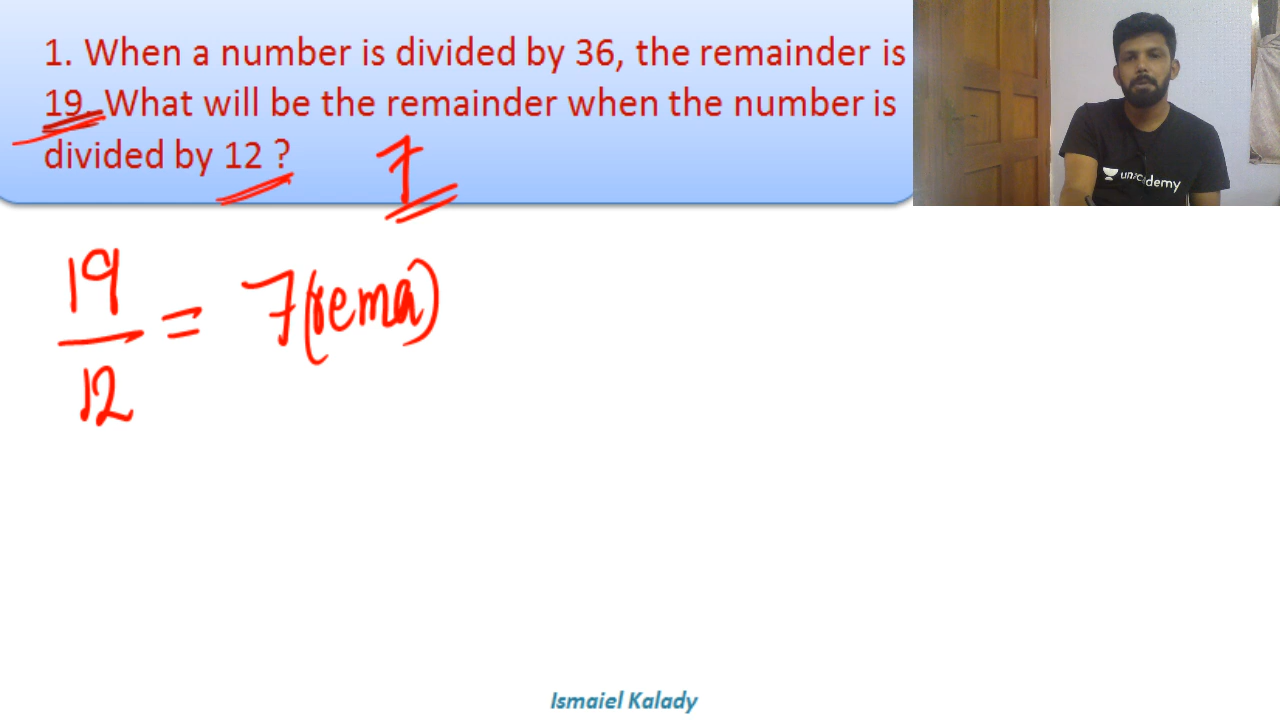 1. When a number is divided by 36, the remainder is
19. What will be the remainder when the number is
divided by 12 ?
7
unacademy
19
12
= 7 (rema)
Ismaiel Kalady